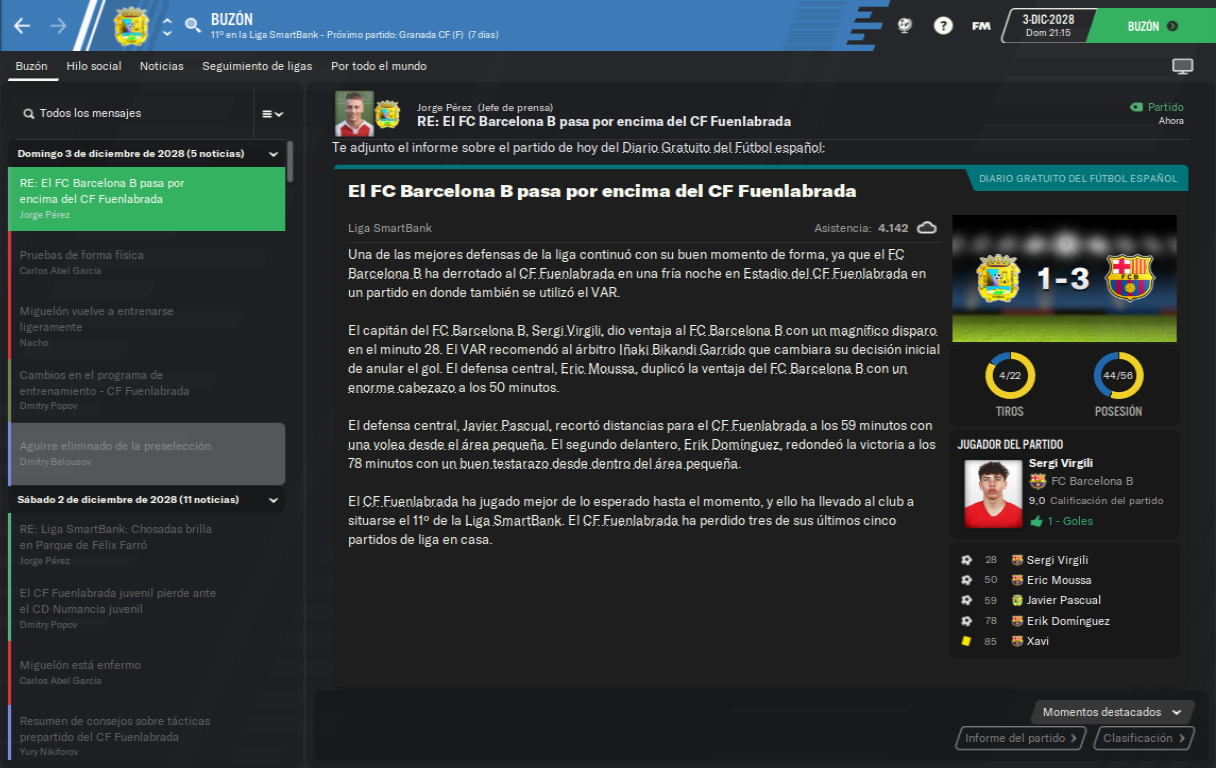 BUZÓN
11º en la Liga SmartBank - Próximo partido: Granada CF (F) (7 días)
FM
3-DIC-2028
Dom 21:15
BUZÓN
Buzón
Hilo social
Noticias
Seguimiento de ligas
Por todo el mundo
Todos los mensajes
Domingo 3 de diciembre de 2028 (5 noticias)
RE: El FC Barcelona B pasa por
encima del CF Fuenlabrada
Jorge Pérez
Pruebas de forma física
Carlos Abel García
Miguelón vuelve a entrenarse
ligeramente
Nacho
Cambios en el programa de
entrenamiento - CF Fuenlabrada
Dmitry Popov
Aguirre eliminado de la preselección
Dmitry Belousov
Sábado 2 de diciembre de 2028 (11 noticias)
RE: Liga SmartBank: Chosadas brilla
en Parque de Félix Farró
Jorge Pérez
El CF Fuenlabrada juvenil pierde ante
el CD Numancia juvenil
Dmitry Popov
Miguelón está enfermo
Carlos Abel García
Resumen de consejos sobre tácticas
prepartido del CF Fuenlabrada
Yury Nikiforov
Jorge Pérez (Jefe de prensa)
RE: El FC Barcelona B pasa por encima del CF Fuenlabrada
Partido
Ahora
Te adjunto el informe sobre el partido de hoy del Diario Gratuito del Fútbol español:
DIARIO GRATUITO DEL FÚTBOL ESPAÑOL
El FC Barcelona B pasa por encima del CF Fuenlabrada
Liga SmartBank
Asistencia: 4.142
Una de las mejores defensas de la liga continuó con su buen momento de forma, ya que el FC
Barcelona B ha derrotado al CF Fuenlabrada en una fría noche en Estadio del CF Fuenlabrada en
un partido en donde también se utilizó el VAR.
El capitán del FC Barcelona B, Sergi Virgili, dio ventaja al FC Barcelona B con un magnífico disparo
en el minuto 28. El VAR recomendó al árbitro Iñaki Bikandi Garrido que cambiara su decisión inicial
de anular el gol. El defensa central, Eric Moussa, duplicó la ventaja del FC Barcelona B con un
enorme cabezazo a los 50 minutos.
El defensa central, Javier Pascual, recortó distancias para el CF Fuenlabrada a los 59 minutos con
una volea desde el área pequeña. El segundo delantero, Erik Domínguez, redondeó la victoria a los
78 minutos con un buen testarazo desde dentro del área pequeña.
El CF Fuenlabrada ha jugado mejor de lo esperado hasta el momento, y ello ha llevado al club a
situarse el 11º de la Liga SmartBank. El CF Fuenlabrada ha perdido tres de sus últimos cinco
partidos de liga en casa.
1-3
FCB
4/22
44/56
TIROS
POSESIÓN
JUGADOR DEL PARTIDO
Sergi Virgili
FC Barcelona B
9,0 Calificación del partido
1 - Goles
28 Sergi Virgili
50 Eric Moussa
59 Javier Pascual
78 Erik Domínguez
85 Xavi
Momentos destacados
Informe del partido
Clasificación